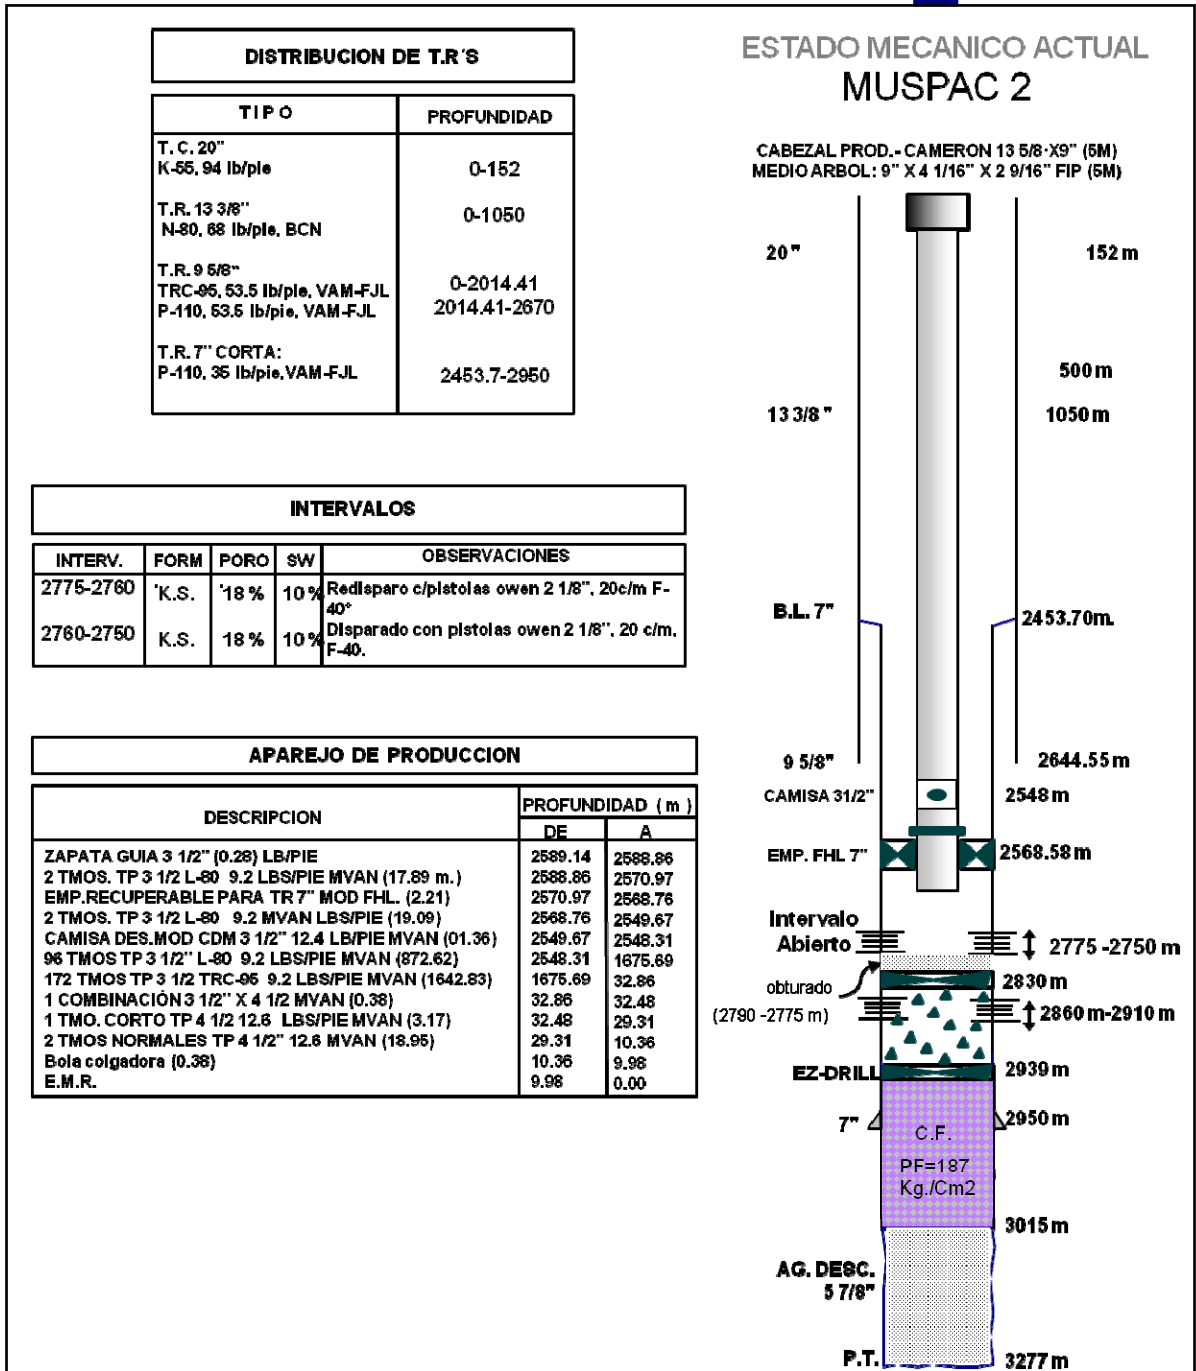 DISTRIBUCION DE T.R´S
TIPO PROFUNDIDAD
T. C. 20"
K-55, 94 lb/pie 0-152
T.R. 13 3/8" 0-1050
N-80, 68 lb/pie, BCN
T.R. 9 5/8"
TRC-95, 53.5 lb/pie, VAM-FJL 0-2014.41
P-110, 53.5 lb/pie, VAM-FJL 2014.41-2670
T.R. 7" CORTA:
P-110, 35 lb/pie,VAM-FJL 2453.7-2950
INTERVALOS
INTERV. FORM PORO SW OBSERVACIONES
2775-2760 'K.S. '18 % 10 % Redisparo c/pistolas owen 2 1/8", 20c/m F-
40°
2760-2750 K.S. 18 % 10 % Disparado con pistolas owen 2 1/8", 20 c/m,
F-40.
APAREJO DE PRODUCCION
DESCRIPCION PROFUNDIDAD ( m )
DE A
ZAPATA GUIA 3 1/2" (0.28) LB/PIE 2589.14 2588.86
2 TMOS. TP 3 1/2 L-80 9.2 LBS/PIE MVAN (17.89 m.) 2588.86 2570.97
EMP.RECUPERABLE PARA TR 7" MOD FHL. (2.21) 2570.97 2568.76
2 TMOS. TP 3 1/2 L-80 9.2 MVAN LBS/PIE (19.09) 2568.76 2549.67
CAMISA DES.MOD CDM 3 1/2" 12.4 LB/PIE MVAN (01.36) 2549.67 2548.31
96 TMOS TP 3 1/2" L-80 9.2 LBS/PIE MVAN (872.62) 2548.31 1675.69
172 TMOS TP 3 1/2 TRC-95 9.2 LBS/PIE MVAN (1642.83) 1675.69 32.86
1 COMBINACIÓN 3 1/2" X 4 1/2 MVAN (0.38) 32.86 32.48
1 TMO. CORTO TP 4 1/2 12.6 LBS/PIE MVAN (3.17) 32.48 29.31
2 TMOS NORMALES TP 4 1/2" 12.6 MVAN (18.95) 29.31 10.36
Bola colgadora (0.38) 10.36 9.98
E.M.R. 9.98 0.00
ESTADO MECANICO ACTUAL
MUSPAC 2
CABEZAL PROD.- CAMERON 13 5/8·X9" (5M)
MEDIO ARBOL: 9" X 4 1/16" X 2 9/16" FIP (5M)
20 " 152 m
500 m
13 3/8 " 1050 m
B.L. 7" 2453.70m.
9 5/8" 2644.55 m
CAMISA 31/2" 2548 m
EMP. FHL 7" 2568.58 m
Intervalo
Abierto 2775 -2750 m
obturado 2830 m
(2790 -2775 m) 2860 m-2910 m
EZ-DRILL 2939 m
7" 2950 m
C.F.
PF=187
Kg./Cm2
3015 m
AG. DESC.
5 7/8"
P.T. 3277 m